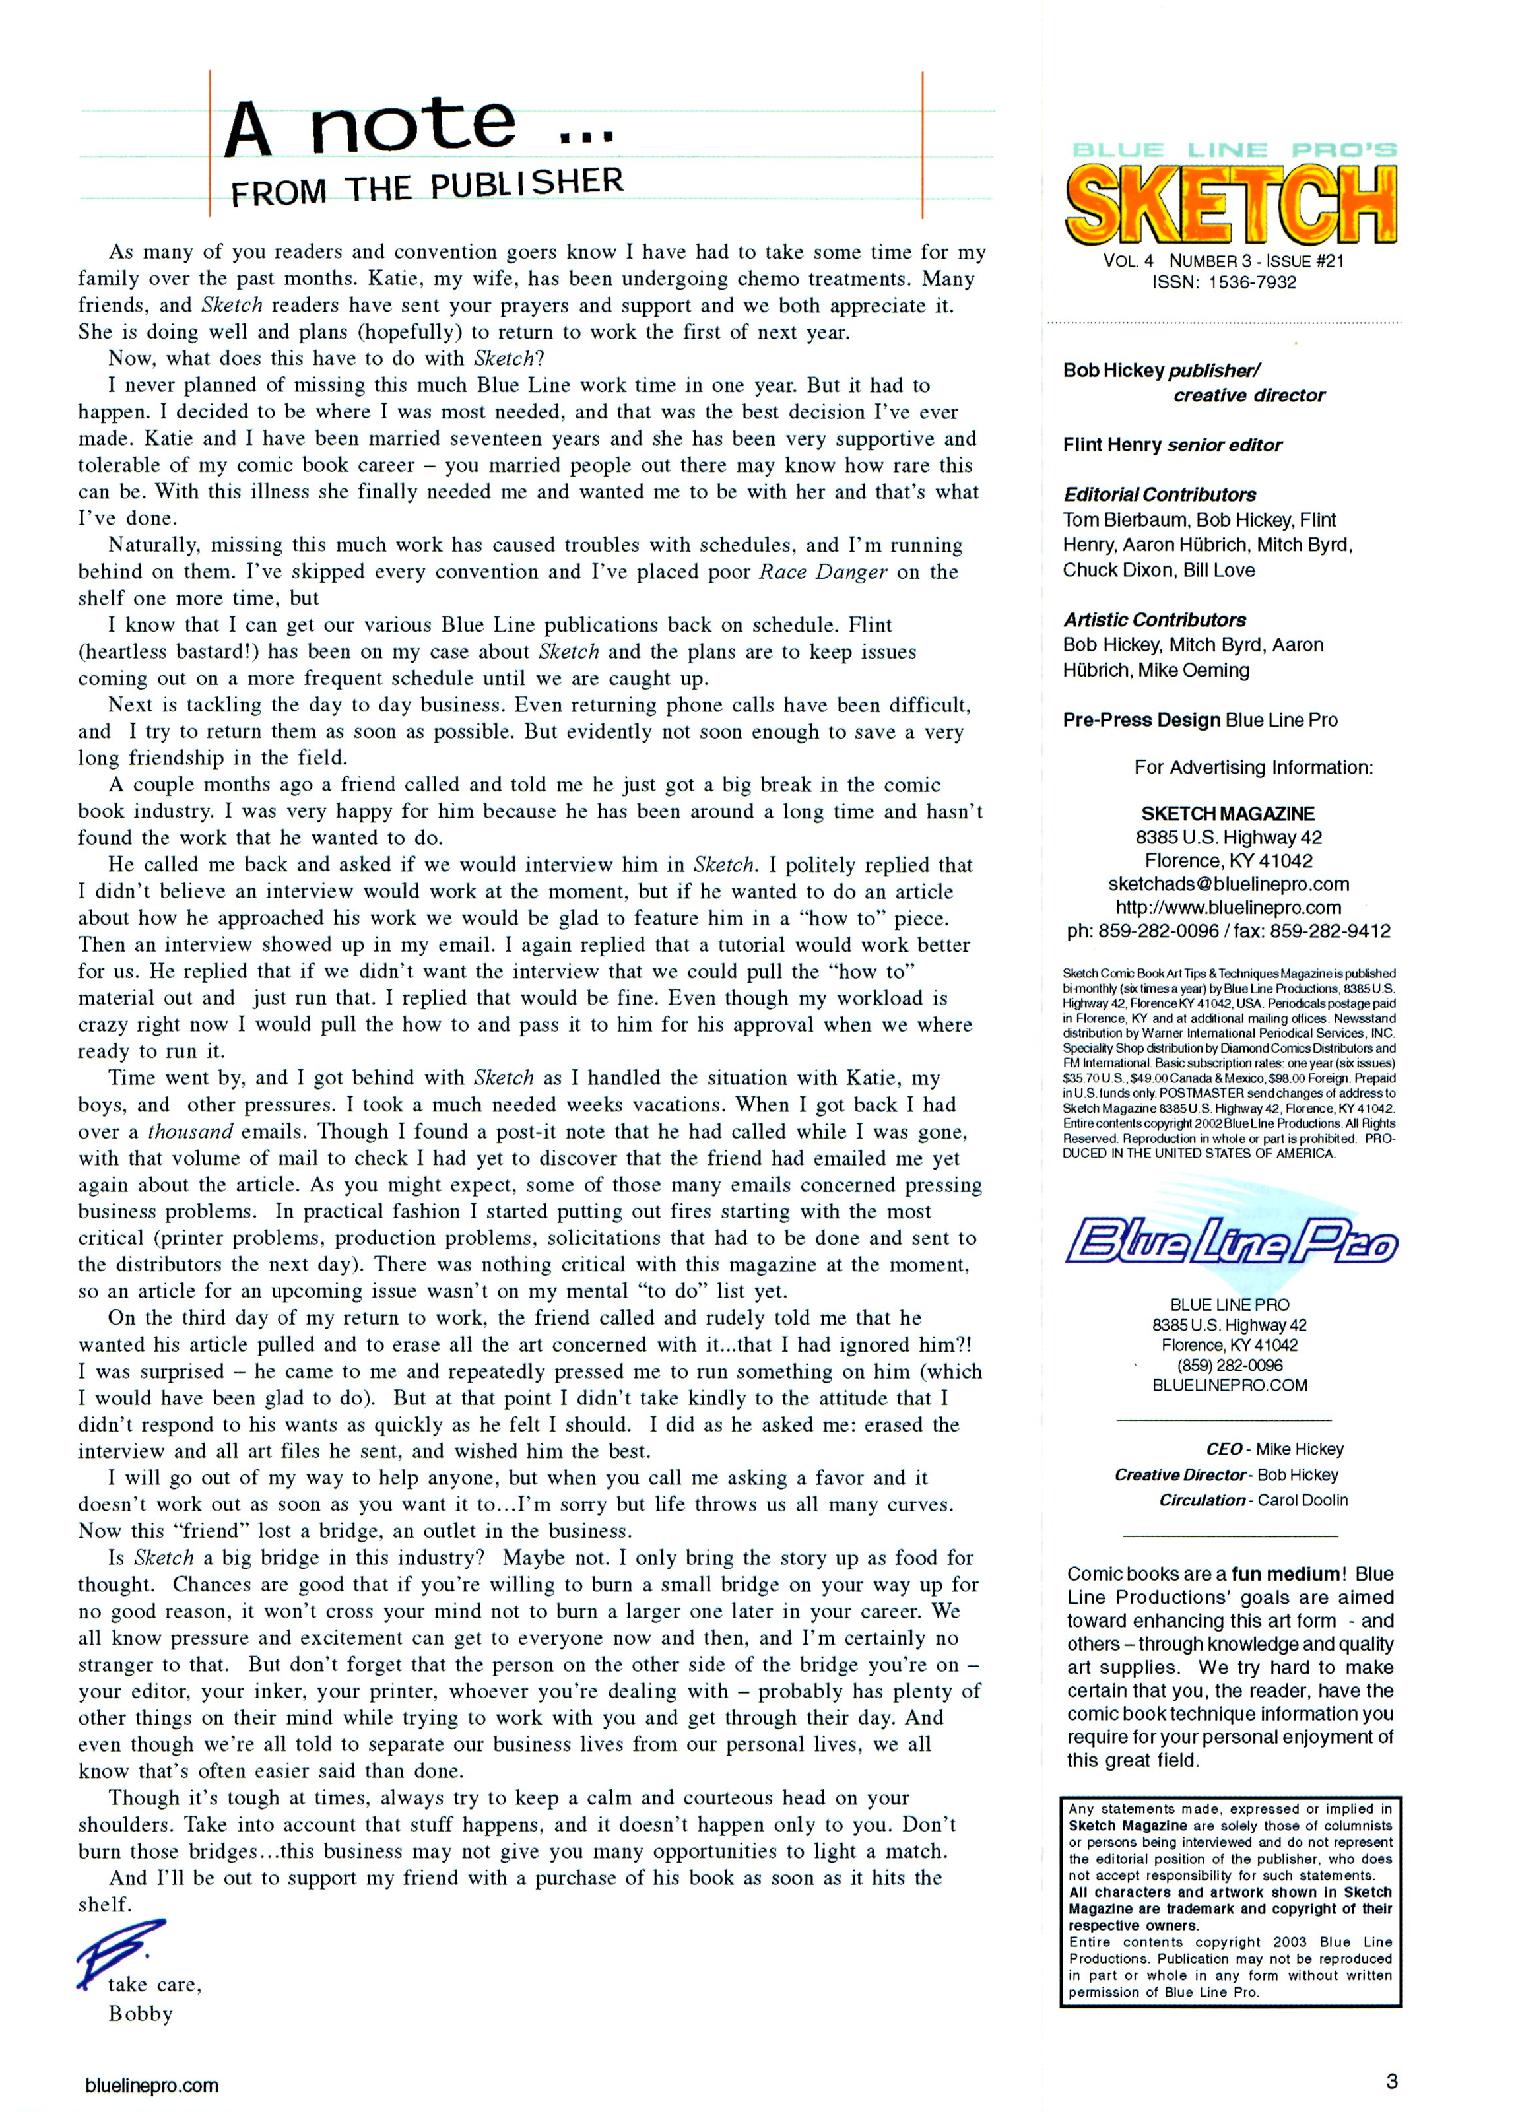 A note ...
FROM THE PUBLISHER
As many of you readers and convention goers know I have had to take some time for my
family over the past months. Katie, my wife, has been undergoing chemo treatments. Many
friends, and Sketch readers have sent your prayers and support and we both appreciate it.
She is doing well and plans (hopefully) to return to work the first of next year.
Now, what does this have to do with Sketch?
I never planned of missing this much Blue Line work time in one year. But it had to
happen. I decided to be where I was most needed, and that was the best decision I've ever
made. Katie and I have been married seventeen years and she has been very supportive and
tolerable of my comic book career – you married people out there may know how rare this
can be. With this illness she finally needed me and wanted me to be with her and that's what
I've done.
Naturally, missing this much work has caused troubles with schedules, and I'm running
behind on them. I've skipped every convention and I've placed poor Race Danger on the
shelf one more time, but
I know that I can get our various Blue Line publications back on schedule. Flint
(heartless bastard!) has been on my case about Sketch and the plans are to keep issues
coming out on a more frequent schedule until we are caught up.
Next is tackling the day to day business. Even returning phone calls have been difficult,
and I try to return them as soon as possible. But evidently not soon enough to save a very
long friendship in the field.
A couple months ago a friend called and told me he just got a big break in the comic
book industry. I was very happy for him because he has been around a long time and hasn't
found the work that he wanted to do.
He called me back and asked if we would interview him in Sketch. I politely replied that
I didn't believe an interview would work at the moment, but if he wanted to do an article
about how he approached his work we would be glad to feature him in a “how to” piece.
Then an interview showed up in my email. I again replied that a tutorial would work better
for us. He replied that if we didn't want the interview that we could pull the “how to”
material out and just run that. I replied that would be fine. Even though my workload is
crazy right now I would pull the how to and pass it to him for his approval when we where
ready to run it.
Time went by, and I got behind with Sketch as I handled the situation with Katie, my
boys, and other pressures. I took a much needed weeks vacations. When I got back I had
over a thousand emails. Though I found a post-it note that he had called while I was gone,
with that volume of mail to check I had yet to discover that the friend had emailed me yet
again about the article. As you might expect, some of those many emails concerned pressing
business problems. In practical fashion I started putting out fires starting with the most
critical (printer problems, production problems, solicitations that had to be done and sent to
the distributors the next day). There was nothing critical with this magazine at the moment,
so an article for an upcoming issue wasn't on my mental “to do” list yet.
On the third day of my return to work, the friend called and rudely told me that he
wanted his article pulled and to erase all the art concerned with it...that I had ignored him?!
I was surprised – he came to me and repeatedly pressed me to run something on him (which
I would have been glad to do). But at that point I didn't take kindly to the attitude that I
didn't respond to his wants as quickly as he felt I should. I did as he asked me: erased the
interview and all art files he sent, and wished him the best.
I will go out of my way to help anyone, but when you call me asking a favor and it
doesn't work out as soon as you want it to...I'm sorry but life throws us all many curves.
Now this “friend” lost a bridge, an outlet in the business.
Is Sketch a big bridge in this industry? Maybe not. I only bring the story up as food for
thought. Chances are good that if you're willing to burn a small bridge on your way up for
no good reason, it won't cross your mind not to burn a larger one later in your career. We
all know pressure and excitement can get to everyone now and then, and I'm certainly no
stranger to that. But don't forget that the person on the other side of the bridge you're on –
your editor, your inker, your printer, whoever you're dealing with – probably has plenty of
other things on their mind while trying to work with you and get through their day. And
even though we're all told to separate our business lives from our personal lives, we all
know that's often easier said than done.
Though it's tough at times, always try to keep a calm and courteous head on your
shoulders. Take into account that stuff happens, and it doesn't happen only to you. Don't
burn those bridges...this business may not give you many opportunities to light a match.
And I'll be out to support my friend with a purchase of his book as soon as it hits the
shelf.
B.
take care,
Bobby
bluelinepro.com
BLUE LINE PRO'S
SKETCH
VOL. 4 NUMBER 3 - ISSUE #21
ISSN: 1536-7932
Bob Hickey publisher/
creative director
Flint Henry senior editor
Editorial Contributors
Tom Bierbaum, Bob Hickey, Flint
Henry, Aaron Hübrich, Mitch Byrd,
Chuck Dixon, Bill Love
Artistic Contributors
Bob Hickey, Mitch Byrd, Aaron
Hübrich, Mike Oeming
Pre-Press Design Blue Line Pro
For Advertising Information:
SKETCH MAGAZINE
8385 U.S. Highway 42
Florence, KY 41042
sketchads@bluelinepro.com
http://www.bluelinepro.com
ph: 859-282-0096 / fax: 859-282-9412
Sketch Comic Book Art Tips & Techniques Magazine is published
bi-monthly (six times a year) by Blue Line Productions, 8385 U.S.
Highway 42, Florence KY 41042, USA. Periodicals postage paid
in Florence, KY and at additional mailing offices. Newsstand
distribution by Warner International Periodical Services, INC.
Speciality Shop distribution by Diamond Comics Distributors and
FM International. Basic subscription rates: one year (six issues)
$35.70 U.S., $49.00 Canada & Mexico, $98.00 Foreign. Prepaid
in U.S. funds only. POSTMASTER send changes of address to
Sketch Magazine 8385 U.S. Highway 42, Florence, KY 41042.
Entire contents copyright 2002 Blue Line Productions. All Rights
Reserved. Reproduction in whole or part is prohibited. PRO-
DUCED IN THE UNITED STATES OF AMERICA.
Blue Line Pro
BLUE LINE PRO
8385 U.S. Highway 42
Florence, KY 41042
(859) 282-0096
BLUELINEPRO.COM
CEO - Mike Hickey
Creative Director - Bob Hickey
Circulation - Carol Doolin
Comic books are a fun medium! Blue
Line Productions' goals are aimed
toward enhancing this art form - and
others – through knowledge and quality
art supplies. We try hard to make
certain that you, the reader, have the
comic book technique information you
require for your personal enjoyment of
this great field.
Any statements made, expressed or implied in
Sketch Magazine are solely those of columnists
or persons being interviewed and do not represent
the editorial position of the publisher, who does
not accept responsibility for such statements.
All characters and artwork shown in Sketch
Magazine are trademark and copyright of their
respective owners.
Entire contents copyright 2003 Blue Line
Productions. Publication may not be reproduced
in part or whole in any form without written
permission of Blue Line Pro.
3